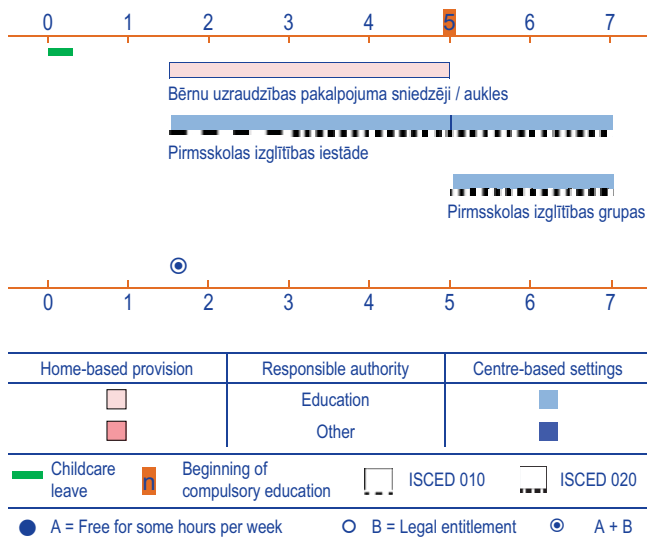 0 1 2 3 4 5 6 7
Bērnu uzraudzības pakalpojuma sniedzēji / aukles
Pirmsskolas izglītības iestāde
Pirmsskolas izglītības grupas
0 1 2 3 4 5 6 7
Home-based provision Responsible authority Centre-based settings
Education
Other
Childcare leave n Beginning of compulsory education ISCED 010 ISCED 020
A = Free for some hours per week B = Legal entitlement A + B